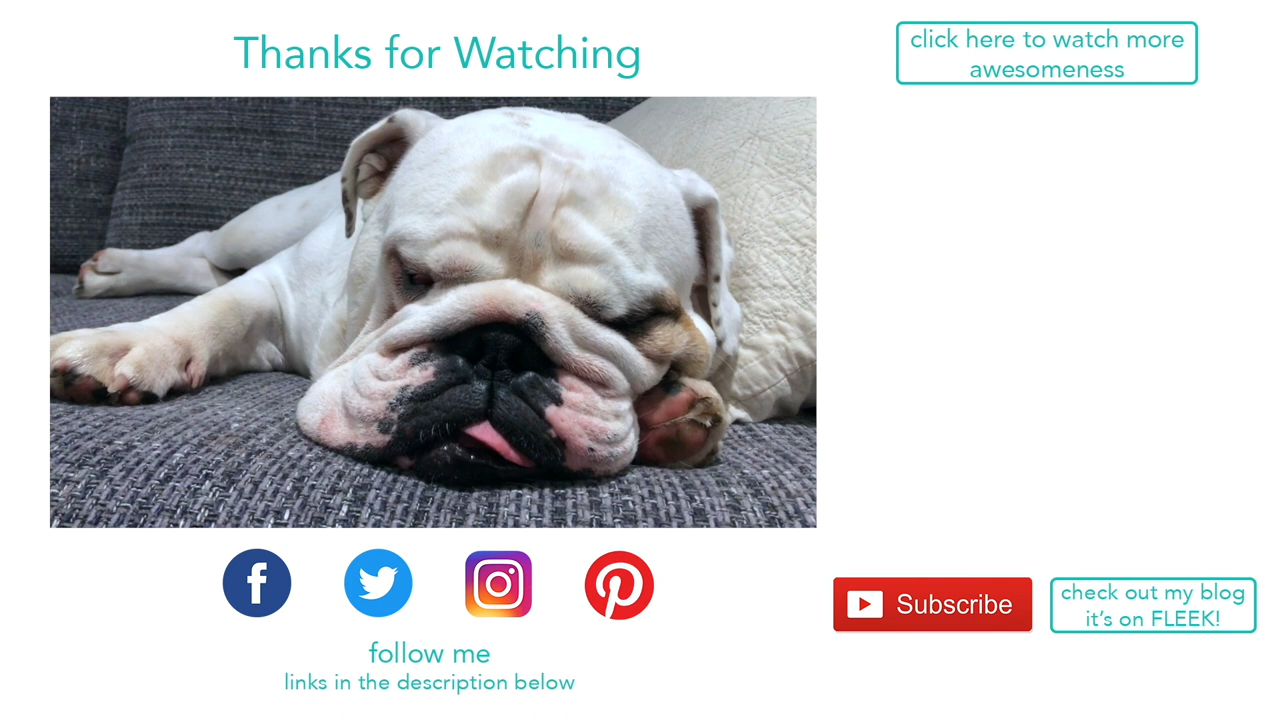 Thanks for Watching
click here to watch more
awesomeness
Subscribe
check out my blog
it's on FLEEK!
follow me
links in the description below